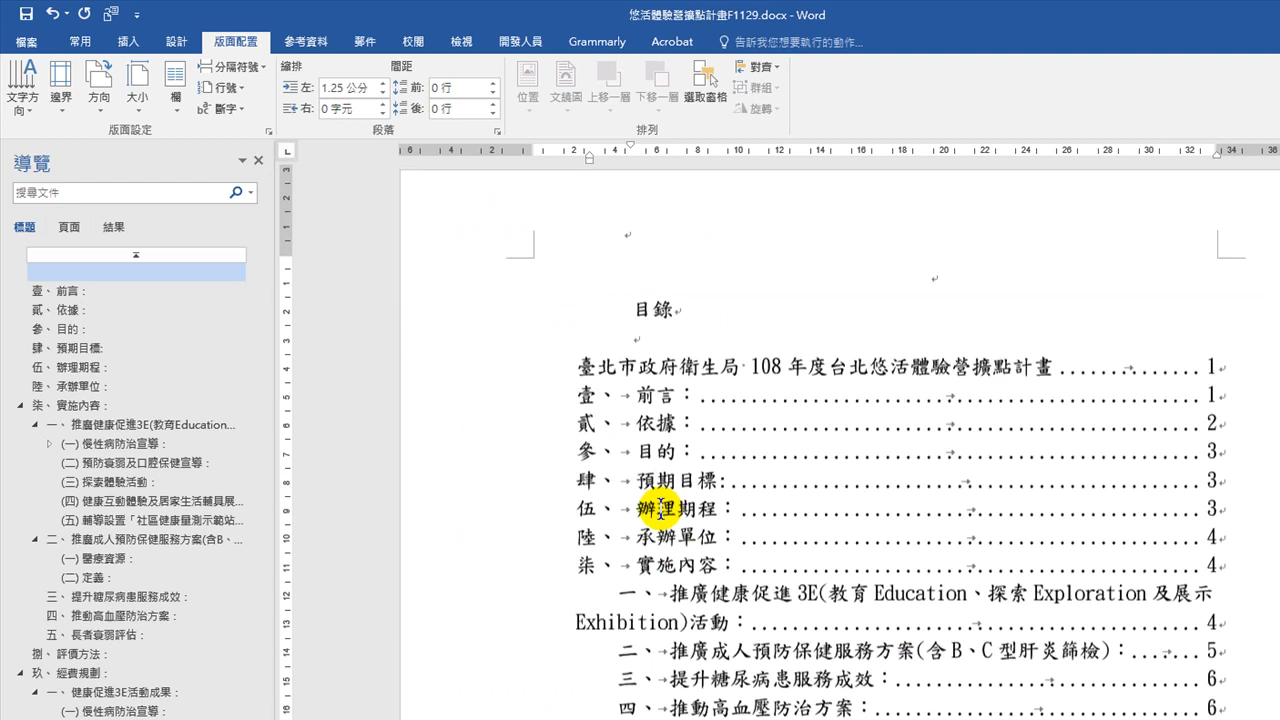 悠活體驗營擴點計畫F1129.docx - Word
檔案 常用 插入 設計 版面配置 參考資料 郵件 校閱 檢視 開發人員 Grammarly Acrobat 告訴我您想要執行的動作...
文字方向 邊界 方向 大小 欄 分隔符號 行號 斷字
縮排 間距
左: 1.25 公分 前: 0 行
右: 0 字元 後: 0 行
位置 文繞圖 上移一層 下移一層 選取窗格 對齊 群組 旋轉
版面設定 段落 排列
導覽
搜尋文件
標題 頁面 結果
壹、 前言：
貳、 依據：
參、 目的：
肆、 預期目標:
伍、 辦理期程：
陸、 承辦單位：
柒、 實施內容：
一、 推廣健康促進3E(教育Education...
(一) 慢性病防治宣導：
(二) 預防衰弱及口腔保健宣導：
(三) 探索體驗活動：
(四) 健康互動體驗及居家生活輔具展...
(五) 輔導設置「社區健康量測示範站...
二、 推廣成人預防保健服務方案(含B、...
(一) 醫療資源：
(二) 定義：
三、 提升糖尿病患服務成效：
四、 推動高血壓防治方案：
五、 長者衰弱評估：
捌、 評價方法：
玖、 經費規劃：
一、 健康促進3E活動成果：
(一) 慢性病防治宣導：
6 4 2 2 4 6 8 10 12 14 16 18 20 22 24 26 28 30 32 34 36
目錄
臺北市政府衛生局 108 年度台北悠活體驗營擴點計畫 .............. 1
壹、 前言：.................................................. 1
貳、 依據：.................................................. 2
參、 目的：.................................................. 3
肆、 預期目標:............................................... 3
伍、 辦理期程：.............................................. 3
陸、 承辦單位：.............................................. 4
柒、 實施內容：.............................................. 4
一、推廣健康促進 3E(教育 Education、探索 Exploration 及展示
Exhibition)活動：............................................ 4
二、推廣成人預防保健服務方案(含 B、C 型肝炎篩檢)：....... 5
三、提升糖尿病患服務成效：.............................. 6
四、推動高血壓防治方案：................................ 6